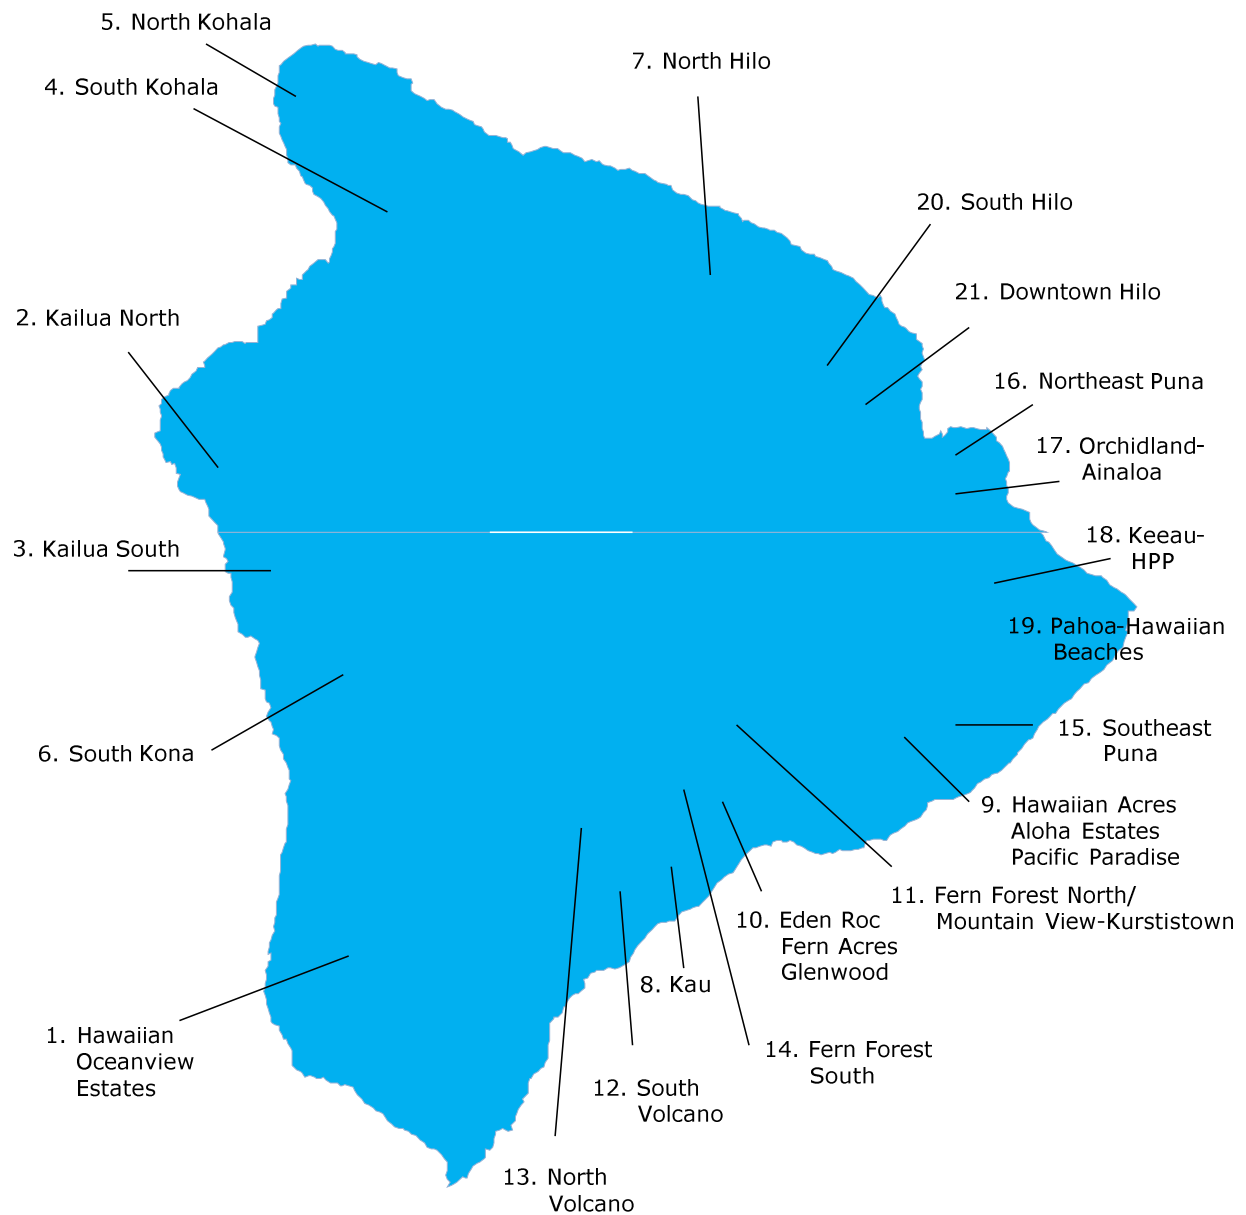 5. North Kohala
7. North Hilo
4. South Kohala
20. South Hilo
21. Downtown Hilo
2. Kailua North
16. Northeast Puna
17. Orchidland-
Ainaloa
18. Keeau-
HPP
3. Kailua South
19. Pahoa-Hawaiian
Beaches
6. South Kona
15. Southeast
Puna
9. Hawaiian Acres
Aloha Estates
Pacific Paradise
11. Fern Forest North/
Mountain View-Kurstistown
10. Eden Roc
Fern Acres
Glenwood
8. Kau
1. Hawaiian
Oceanview
Estates
14. Fern Forest
South
12. South
Volcano
13. North
Volcano